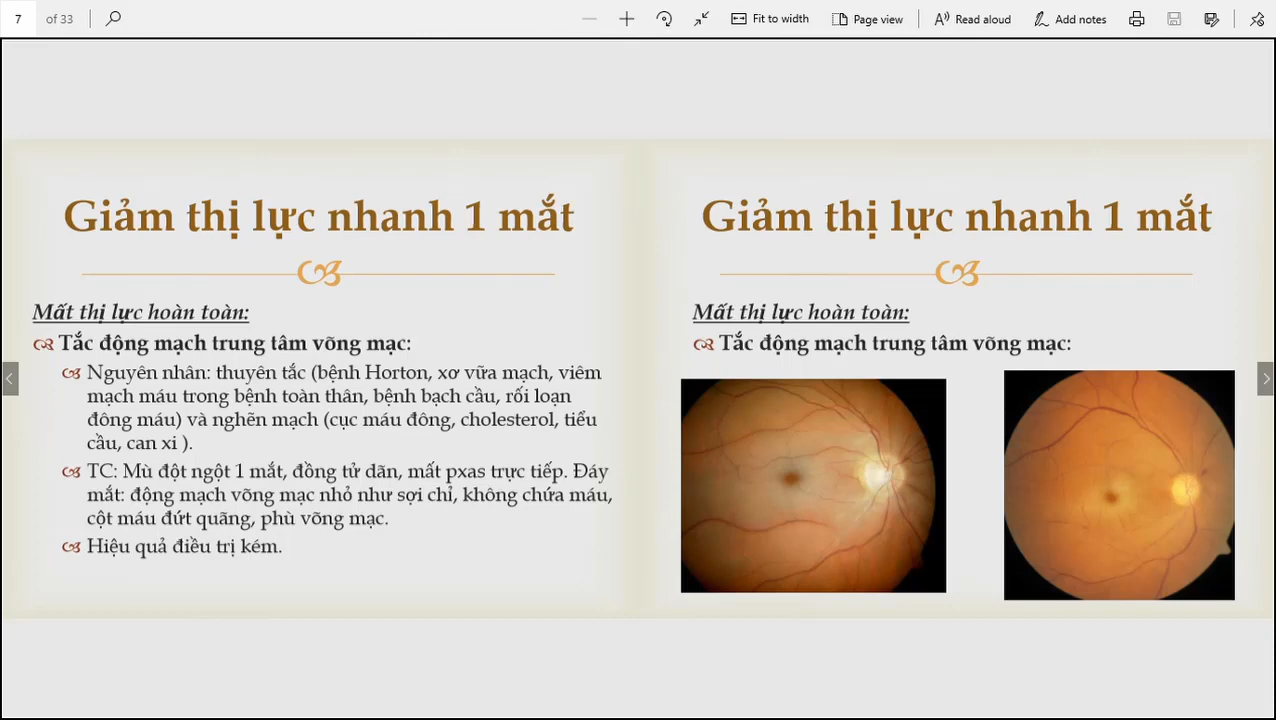 7 of 33
Fit to width
Page view
Read aloud
Add notes
Giảm thị lực nhanh 1 mắt
Mất thị lực hoàn toàn:
Tắc động mạch trung tâm võng mạc:
Nguyên nhân: thuyên tắc (bệnh Horton, xơ vữa mạch, viêm
mạch máu trong bệnh toàn thân, bệnh bạch cầu, rối loạn
đông máu) và nghẽn mạch (cục máu đông, cholesterol, tiểu
cầu, can xi ).
TC: Mù đột ngột 1 mắt, đồng tử dãn, mất pxas trực tiếp. Đáy
mắt: động mạch võng mạc nhỏ như sợi chỉ, không chứa máu,
cột máu đứt quãng, phù võng mạc.
Hiệu quả điều trị kém.
Giảm thị lực nhanh 1 mắt
Mất thị lực hoàn toàn:
Tắc động mạch trung tâm võng mạc: